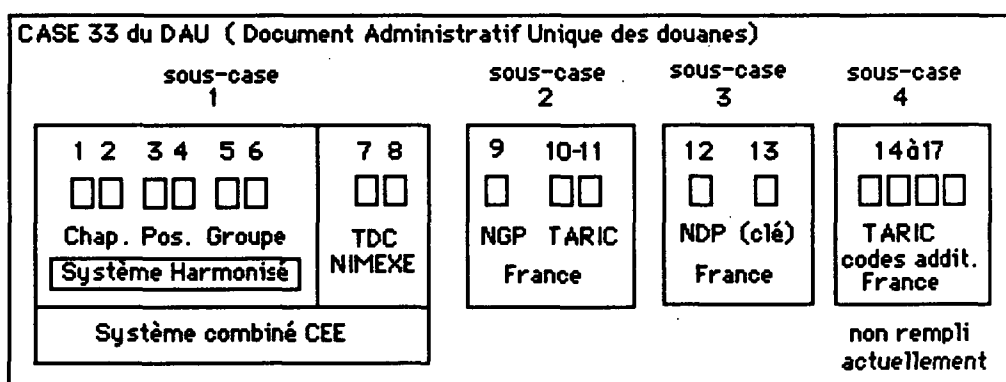 CASE 33 du DAU ( Document Administratif Unique des douanes)
sous-case 1
sous-case 2
sous-case 3
sous-case 4
1 2 3 4 5 6 7 8
9 10-11
12 13
14à17
Chap. Pos. Groupe
Système Harmonisé
TDC
NIMEXE
Système combiné CEE
NGP TARIC
France
NDP (clé)
France
TARIC
codes addit.
France
non rempli
actuellement